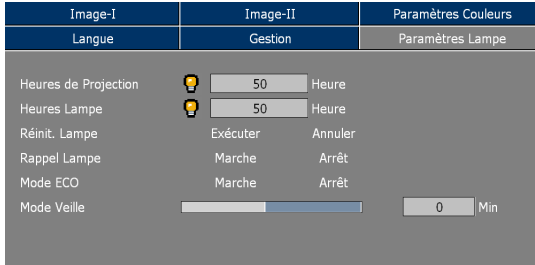 Image-I Image-II Paramètres Couleurs
Langue Gestion Paramètres Lampe
Heures de Projection 50 Heure
Heures Lampe 50 Heure
Réinit. Lampe Exécuter Annuler
Rappel Lampe Marche Arrêt
Mode ECO Marche Arrêt
Mode Veille 0 Min